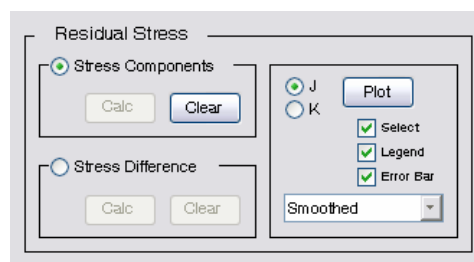 Residual Stress
Stress Components
Calc Clear
Stress Difference
Calc Clear
J
K
Plot
Select
Legend
Error Bar
Smoothed